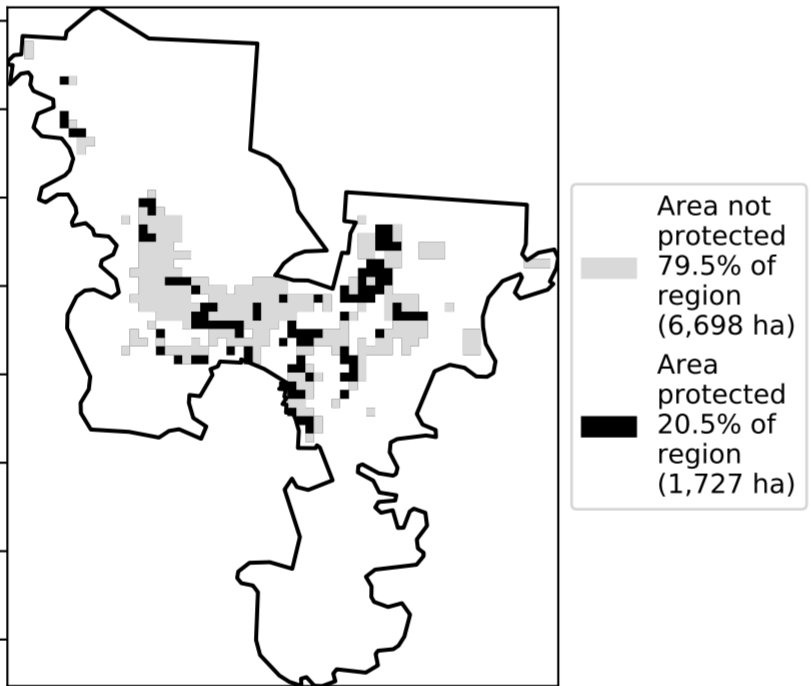 Area not
protected
79.5% of
region
(6,698 ha)
Area
protected
20.5% of
region
(1,727 ha)